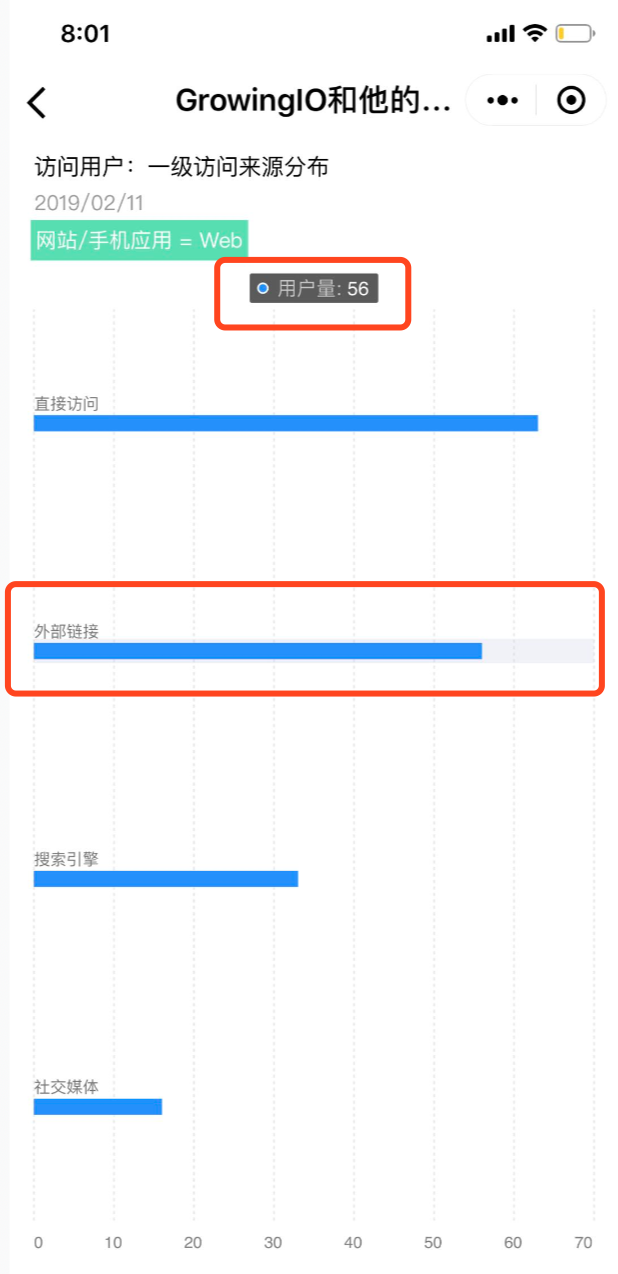 8:01
GrowingIO和他的...
访问用户：一级访问来源分布
2019/02/11
网站/手机应用 = Web
用户量: 56
直接访问
外部链接
搜索引擎
社交媒体
0 10 20 30 40 50 60 70